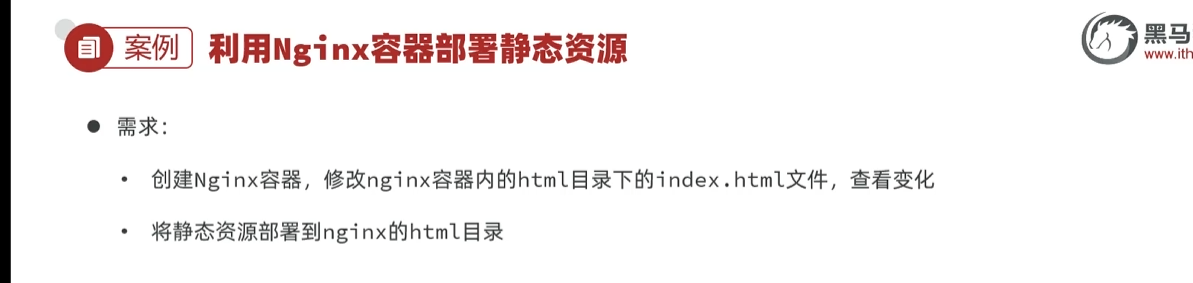 案例 利用Nginx容器部署静态资源
黑马
www.ith
需求：
创建Nginx容器，修改nginx容器内的html目录下的index.html文件，查看变化
将静态资源部署到nginx的html目录